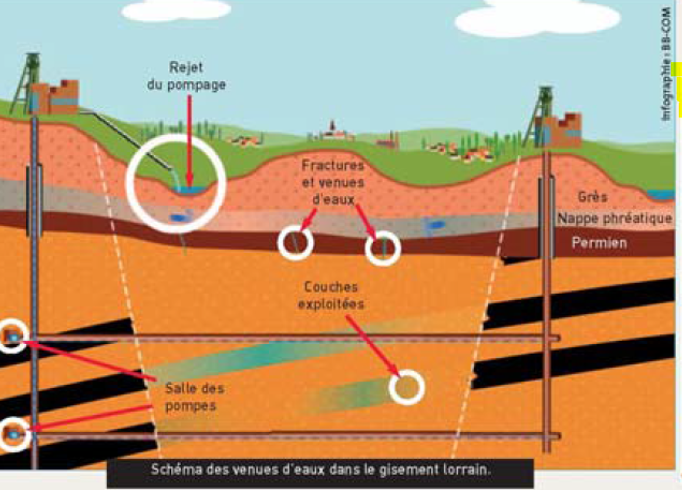 Infographie : BB-COM
Rejet
du pompage
Fractures
et venues
d'eaux
Grès
Nappe phréatique
Permien
Couches
exploitées
Salle des
pompes
Schéma des venues d'eaux dans le gisement lorrain.